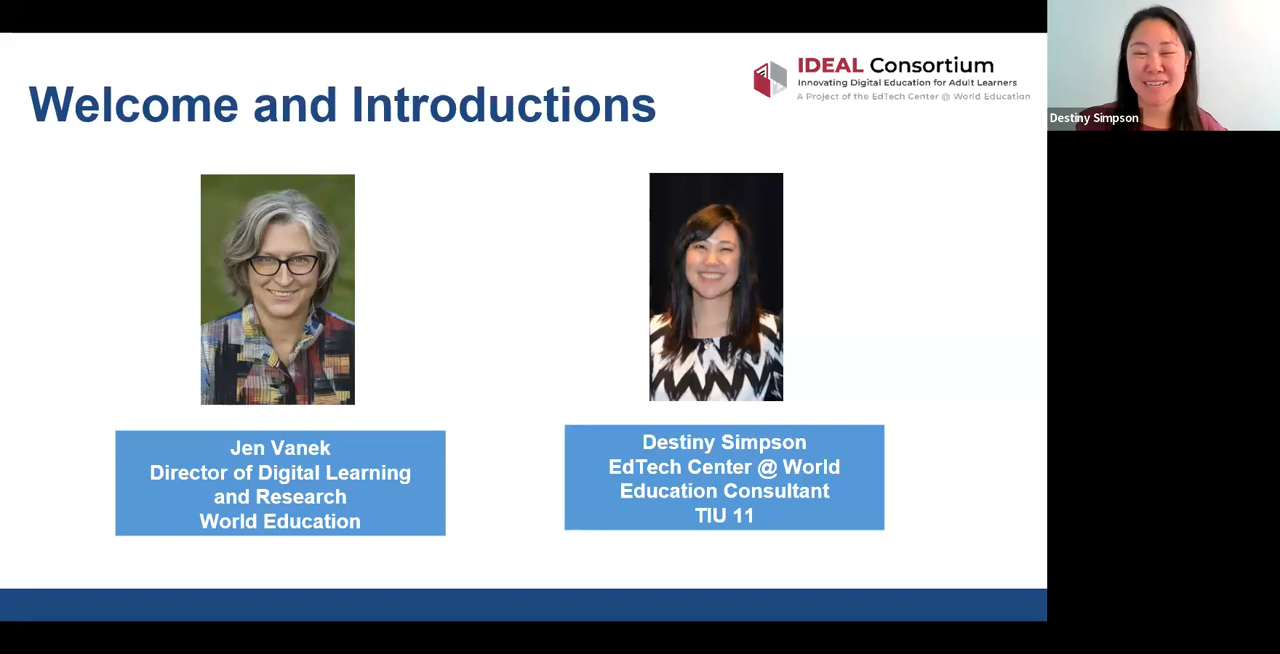 IDEAL Consortium
Innovating Digital Education for Adult Learners
A Project of the EdTech Center @ World Education
Welcome and Introductions
Destiny Simpson
Jen Vanek
Director of Digital Learning
and Research
World Education
Destiny Simpson
EdTech Center @ World
Education Consultant
TIU 11